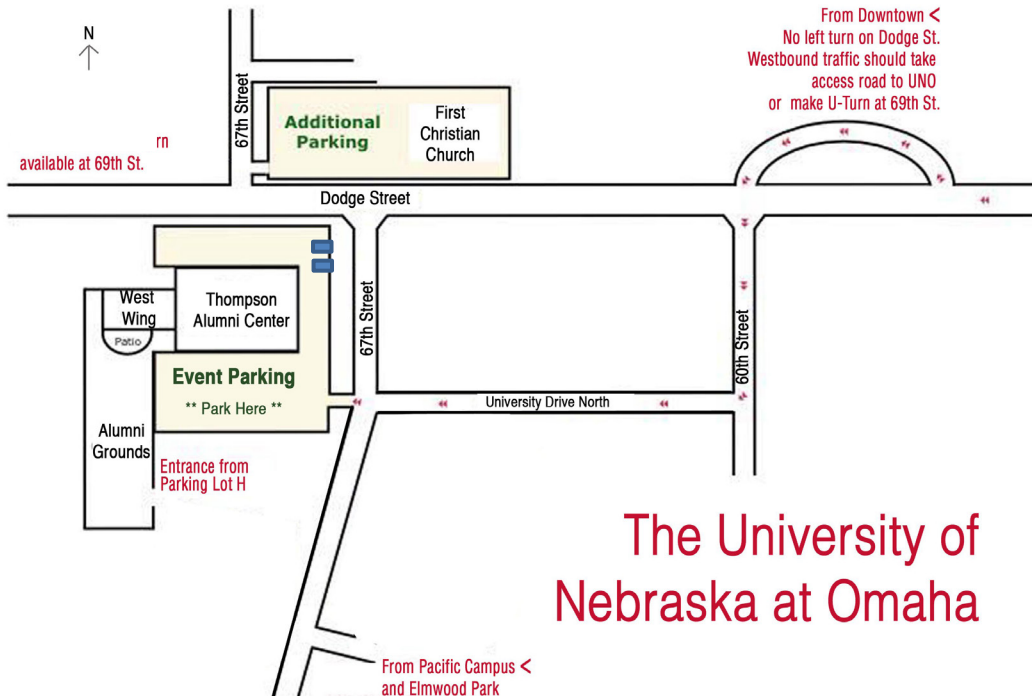 From Downtown <
No left turn on Dodge St.
Westbound traffic should take
access road to UNO
or make U-Turn at 69th St.
N
67th Street
Additional
Parking
First
Christian
Church
rn
available at 69th St.
Dodge Street
West
Wing
Thompson
Alumni Center
Patio
67th Street
60th Street
Event Parking
** Park Here **
University Drive North
Alumni
Grounds
Entrance from
Parking Lot H
The University of
Nebraska at Omaha
From Pacific Campus <
and Elmwood Park